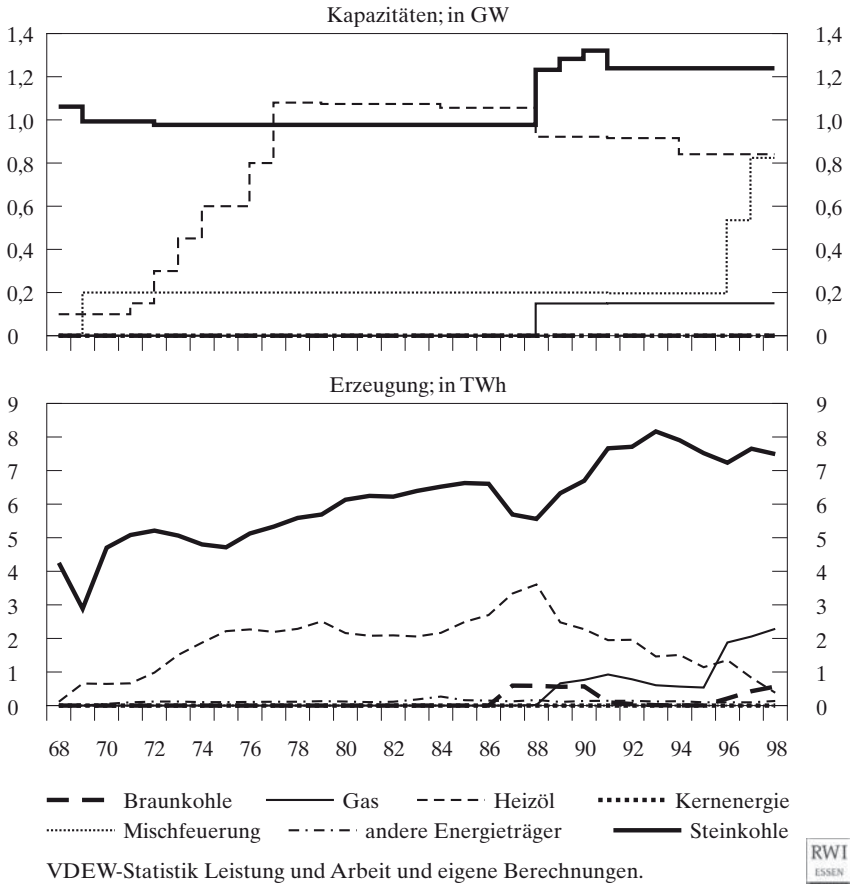 Kapazitäten; in GW
1,4 1,4
1,2 1,2
1,0 1,0
0,8 0,8
0,6 0,6
0,4 0,4
0,2 0,2
0 0
Erzeugung; in TWh
9 9
8 8
7 7
6 6
5 5
4 4
3 3
2 2
1 1
0 0
68 70 72 74 76 78 80 82 84 86 88 90 92 94 96 98
Braunkohle Gas Heizöl Kernenergie
Mischfeuerung andere Energieträger Steinkohle
VDEW-Statistik Leistung und Arbeit und eigene Berechnungen.
RWI
ESSEN